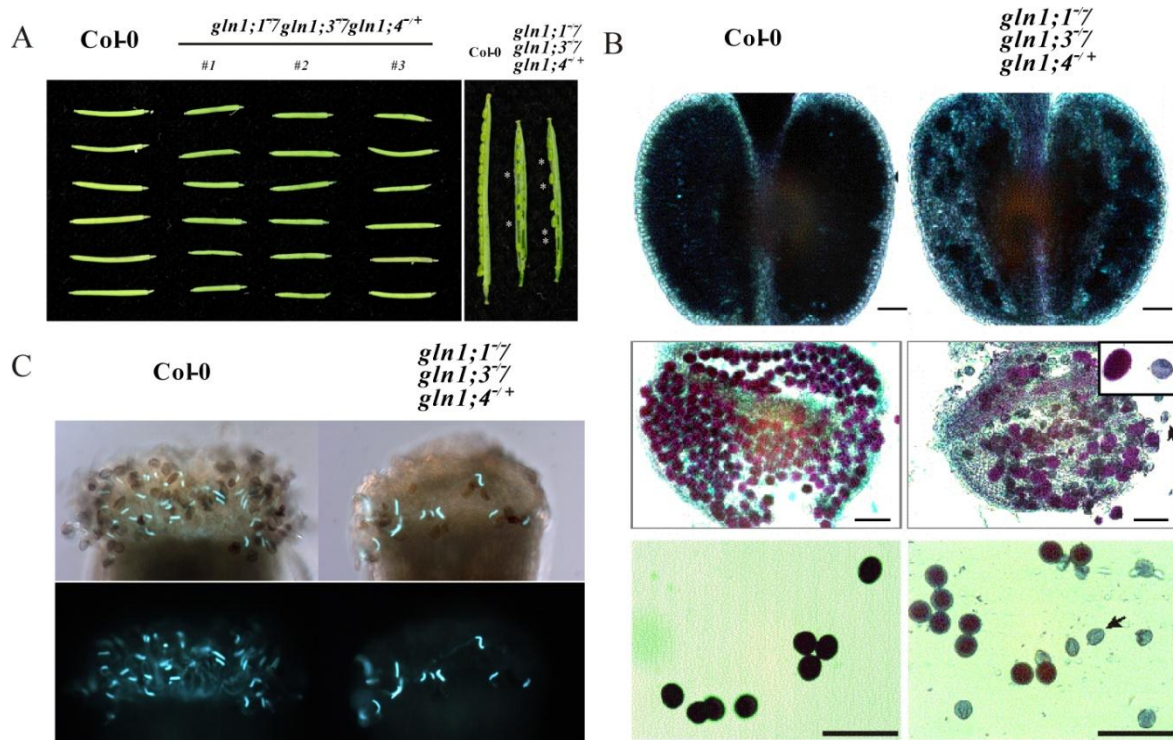 A
Col-0
gln1;1-/-/gln1;3-/-/gln1;4-/+
#1
#2
#3
Col-0
gln1;1-/-/
gln1;3-/-/
gln1;4-/+
*
*
*
*
*
*
B
Col-0
gln1;1-/-/
gln1;3-/-/
gln1;4-/+
C
Col-0
gln1;1-/-/
gln1;3-/-/
gln1;4-/+